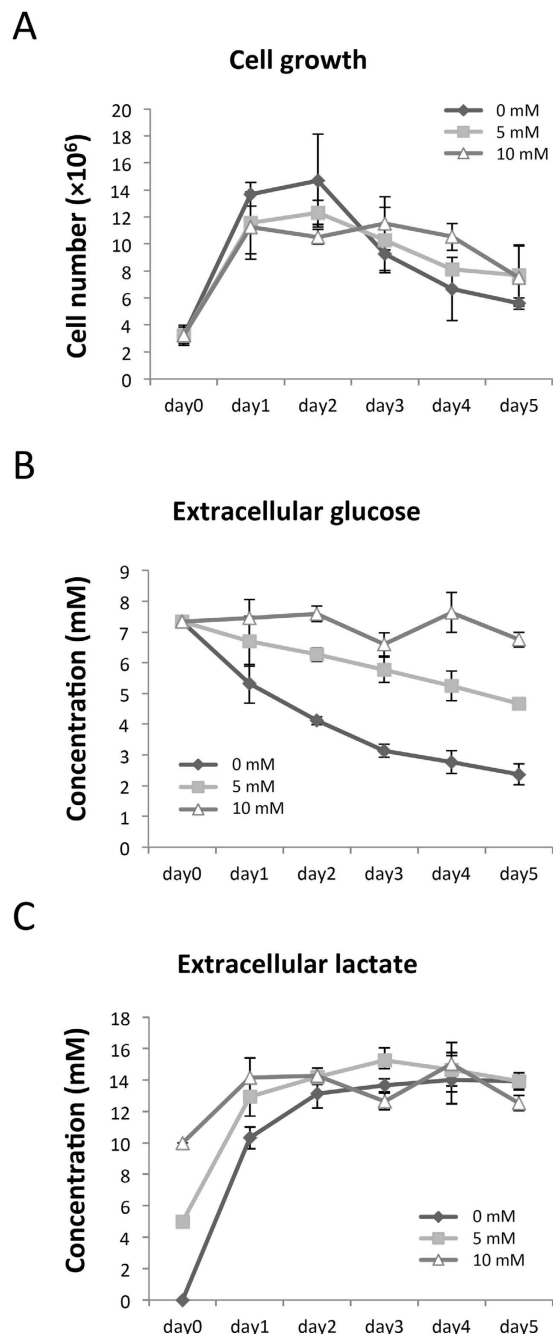 A
Cell growth
Cell number (×10⁶)
20
18
16
14
12
10
8
6
4
2
0
0 mM
5 mM
10 mM
day0 day1 day2 day3 day4 day5
B
Extracellular glucose
Concentration (mM)
9
8
7
6
5
4
3
2
1
0
0 mM
5 mM
10 mM
day0 day1 day2 day3 day4 day5
C
Extracellular lactate
Concentration (mM)
18
16
14
12
10
8
6
4
2
0
0 mM
5 mM
10 mM
day0 day1 day2 day3 day4 day5